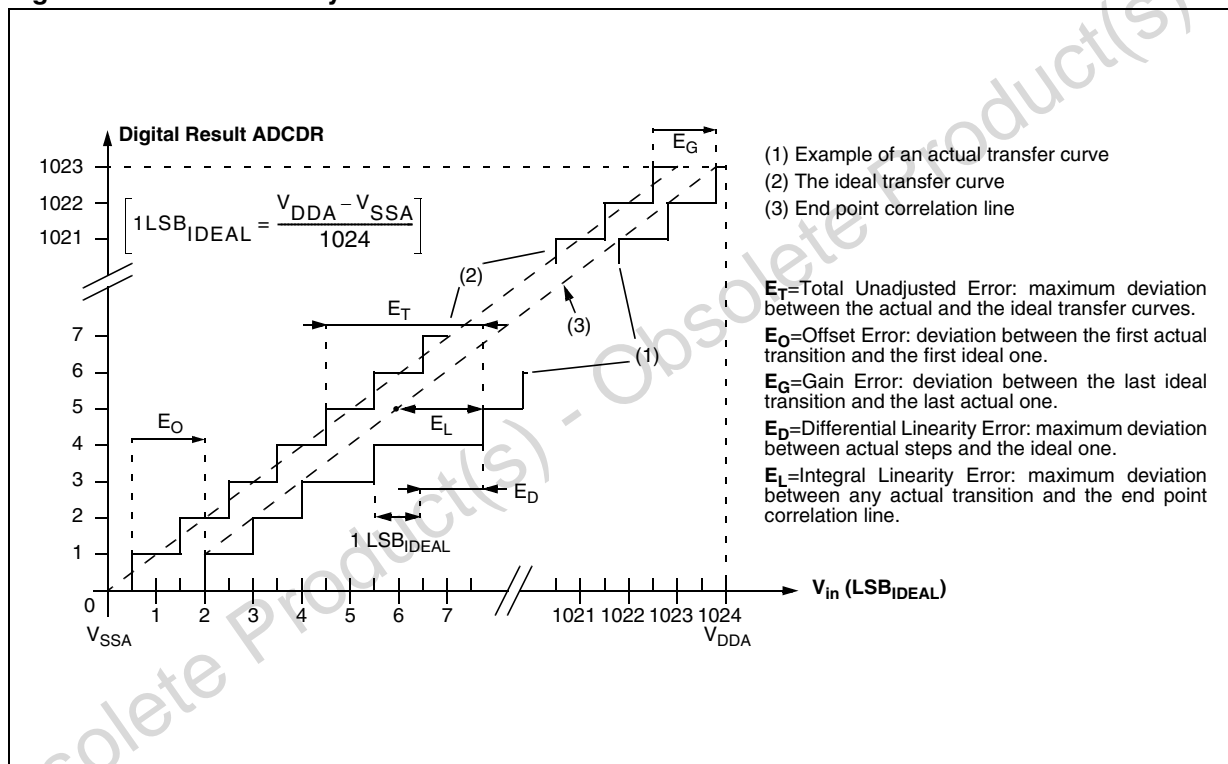 Digital Result ADCDR
1023
1022
1021
7
6
5
4
3
2
1
0
1LSB_IDEAL = (V_DDA – V_SSA) / 1024
E_G
(2)
E_T
(3)
(1)
E_O
E_L
E_D
1 LSB_IDEAL
1 2 3 4 5 6 7 1021 1022 1023 1024
V_SSA
V_DDA
V_in (LSB_IDEAL)
(1) Example of an actual transfer curve
(2) The ideal transfer curve
(3) End point correlation line
E_T=Total Unadjusted Error: maximum deviation
between the actual and the ideal transfer curves.
E_O=Offset Error: deviation between the first actual
transition and the first ideal one.
E_G=Gain Error: deviation between the last ideal
transition and the last actual one.
E_D=Differential Linearity Error: maximum deviation
between actual steps and the ideal one.
E_L=Integral Linearity Error: maximum deviation
between any actual transition and the end point
correlation line.
Obsolete Product(s) - Obsolete Product(s)